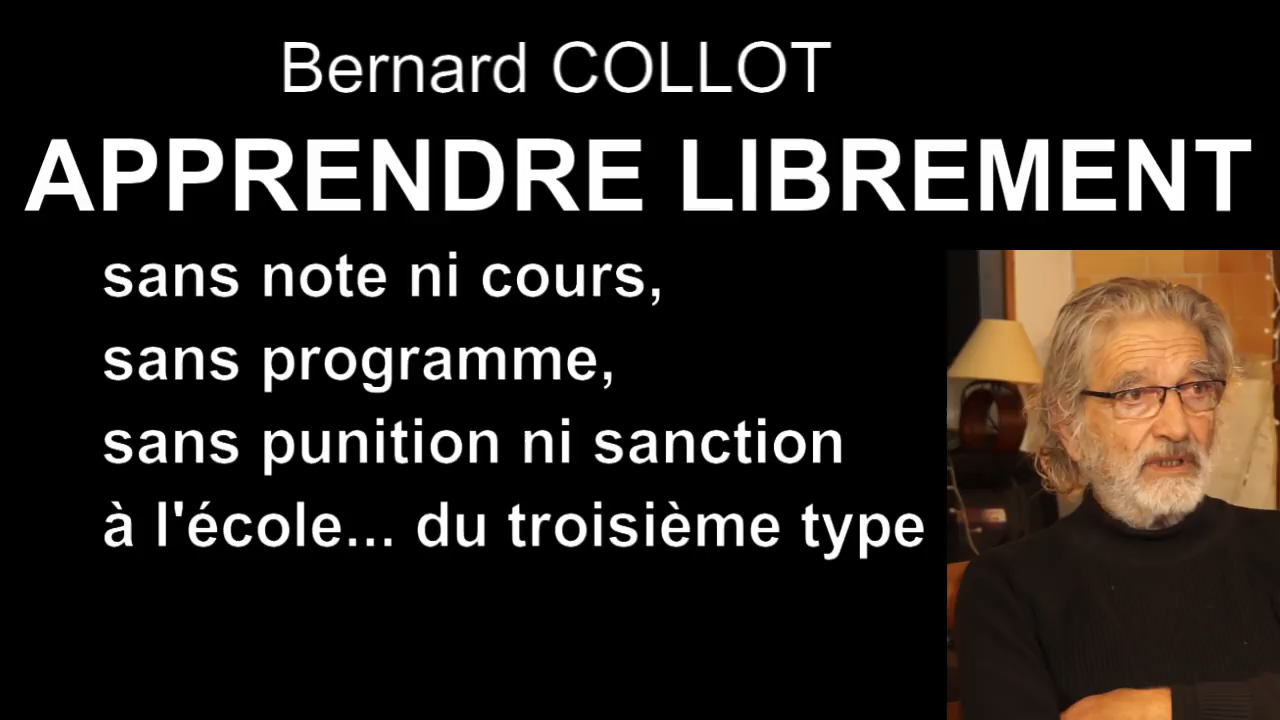 Bernard COLLOT
APPRENDRE LIBREMENT
sans note ni cours,
sans programme,
sans punition ni sanction
à l'école... du troisième type